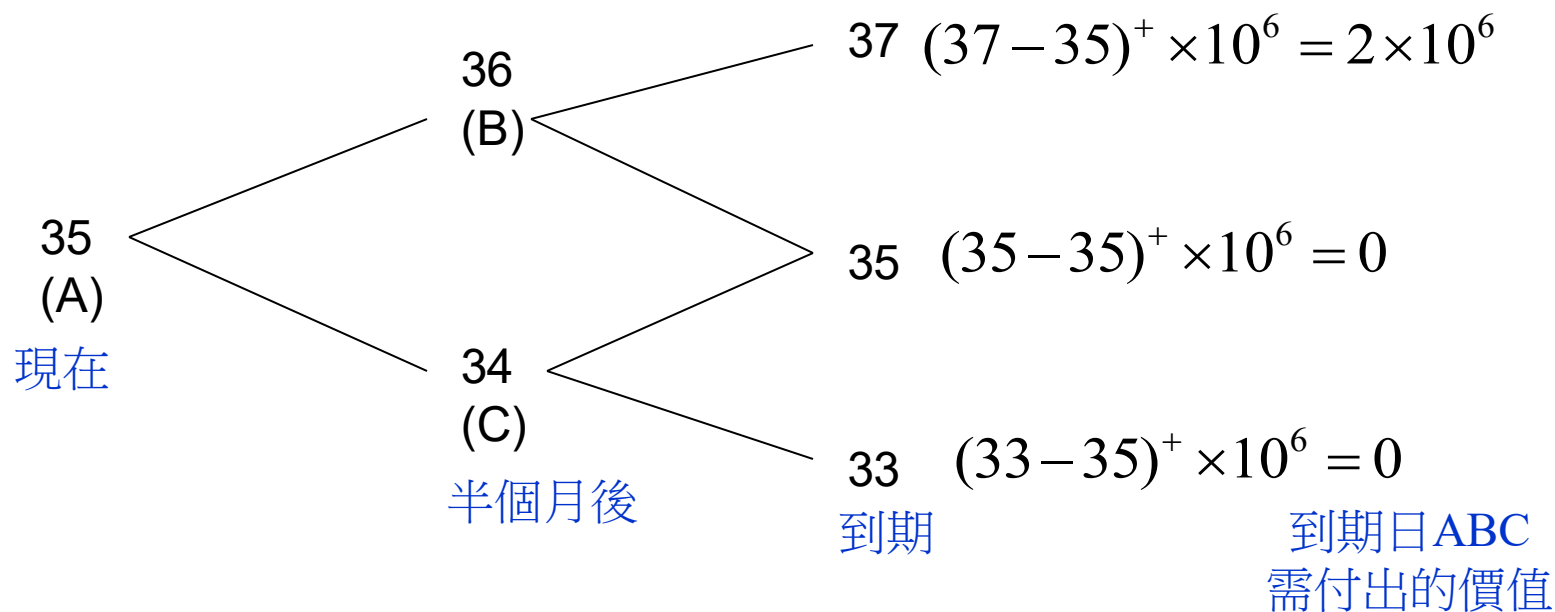 36
(B)
37 (37−35)⁺ ×10⁶ = 2×10⁶
35
(A)
現在
35 (35−35)⁺ ×10⁶ = 0
34
(C)
半個月後
33 (33−35)⁺ ×10⁶ = 0
到期
到期日ABC
需付出的價值